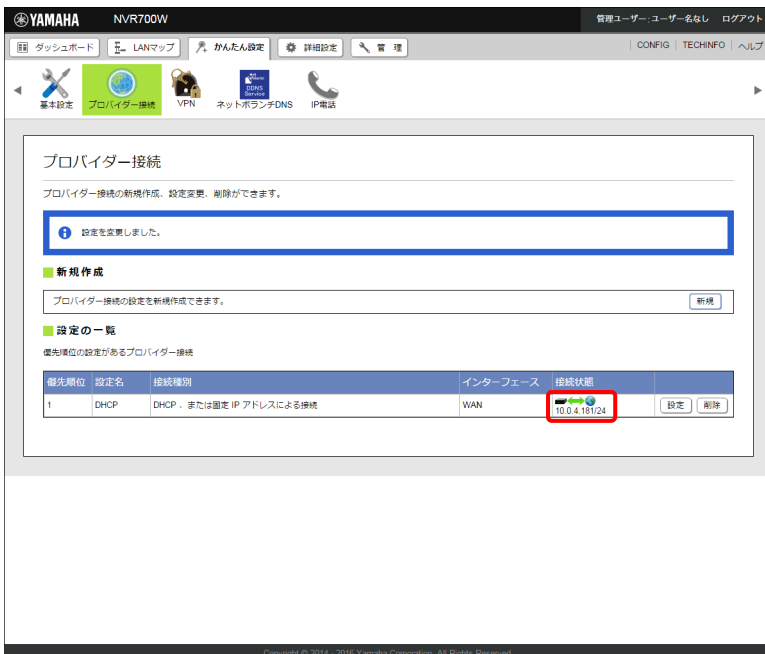 YAMAHA NVR700W 管理ユーザー:ユーザー名なし ログアウト
ダッシュボード LANマップ かんたん設定 詳細設定 管 理 CONFIG TECHINFO ヘルプ
基本設定 プロバイダー接続 VPN DDNS Service ネットボランチDNS IP電話
プロバイダー接続
プロバイダー接続の新規作成、設定変更、削除ができます。
設定を変更しました。
新規作成
プロバイダー接続の設定を新規作成できます。 新規
設定の一覧
優先順位の設定があるプロバイダー接続
優先順位 設定名 接続種別 インターフェース 接続状態
1 DHCP DHCP 、または固定 IP アドレスによる接続 WAN 10.0.4.181/24 設定 削除
Copyright © 2014 - 2016 Yamaha Corporation. All Rights Reserved.